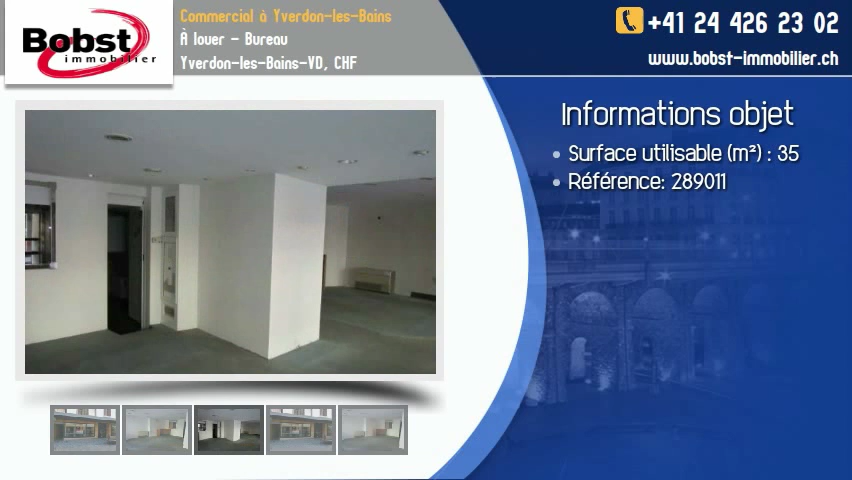 Bobst
immobilier
Commercial à Yverdon-les-Bains
À louer - Bureau
Yverdon-les-Bains-VD, CHF
+41 24 426 23 02
www.bobst-immobilier.ch
Informations objet
Surface utilisable (m²) : 35
Référence: 289011